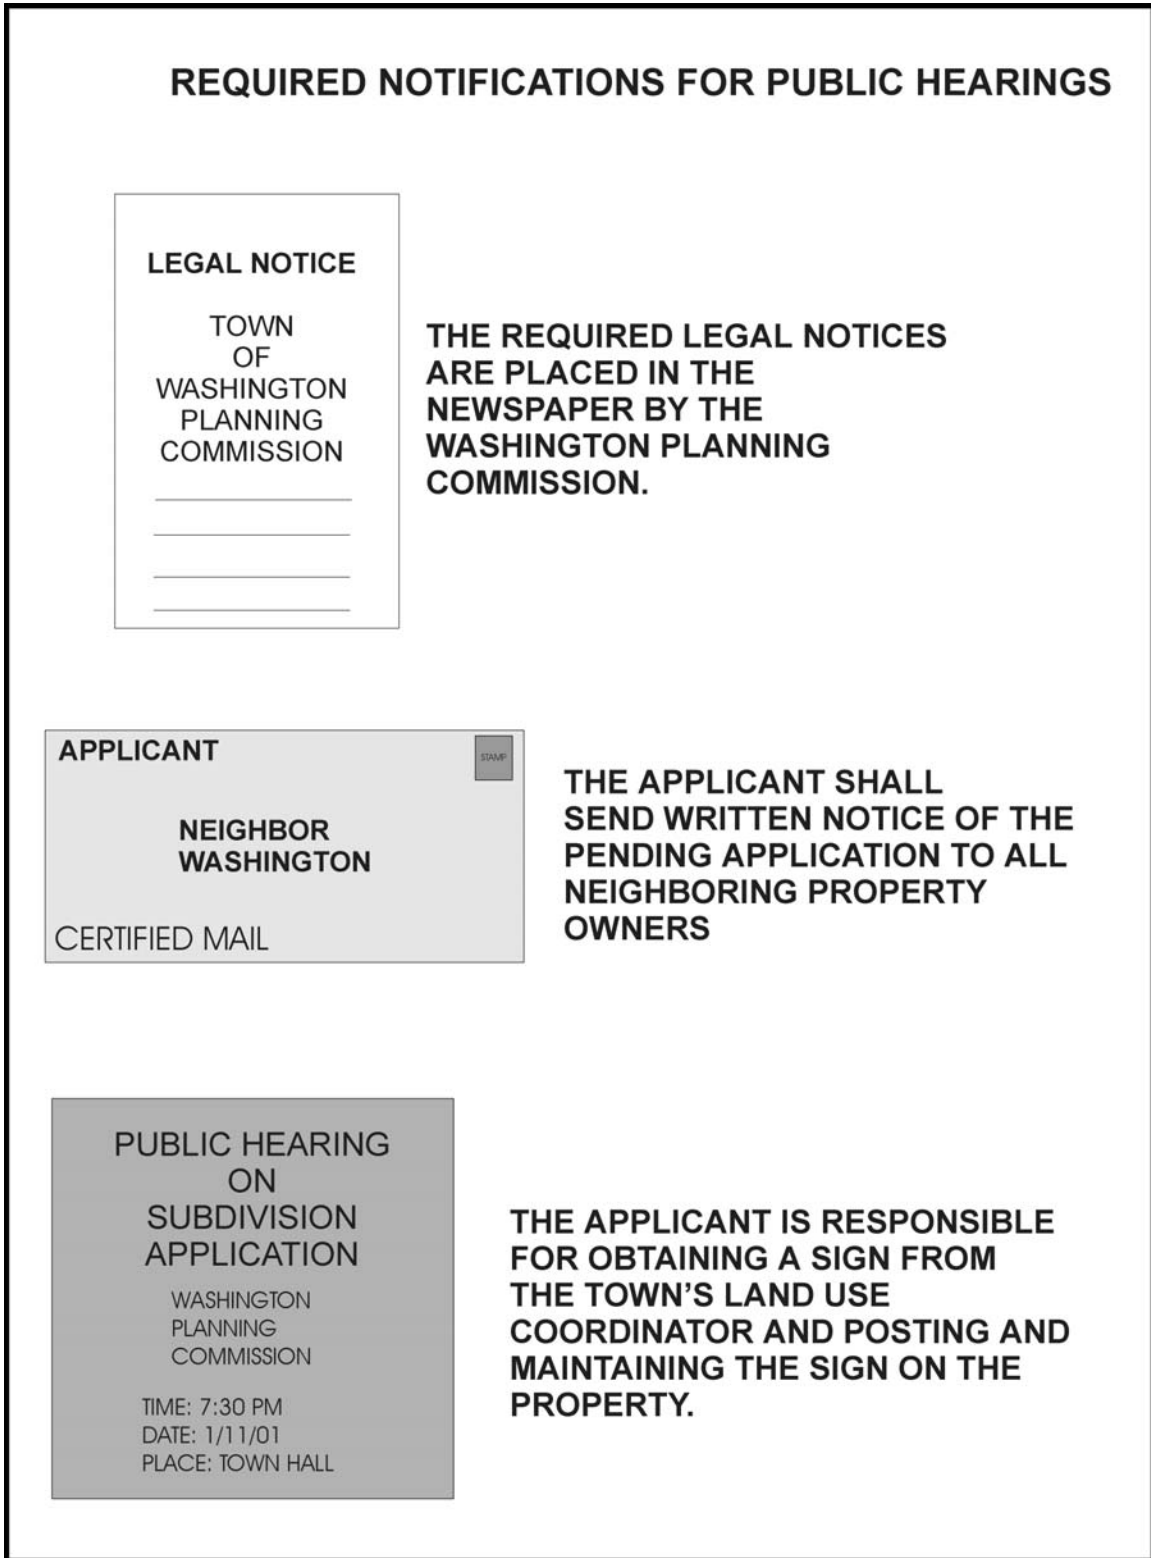 REQUIRED NOTIFICATIONS FOR PUBLIC HEARINGS
LEGAL NOTICE
TOWN
OF
WASHINGTON
PLANNING
COMMISSION
THE REQUIRED LEGAL NOTICES
ARE PLACED IN THE
NEWSPAPER BY THE
WASHINGTON PLANNING
COMMISSION.
APPLICANT
STAMP
NEIGHBOR
WASHINGTON
CERTIFIED MAIL
THE APPLICANT SHALL
SEND WRITTEN NOTICE OF THE
PENDING APPLICATION TO ALL
NEIGHBORING PROPERTY
OWNERS
PUBLIC HEARING
ON
SUBDIVISION
APPLICATION
WASHINGTON
PLANNING
COMMISSION
TIME: 7:30 PM
DATE: 1/11/01
PLACE: TOWN HALL
THE APPLICANT IS RESPONSIBLE
FOR OBTAINING A SIGN FROM
THE TOWN’S LAND USE
COORDINATOR AND POSTING AND
MAINTAINING THE SIGN ON THE
PROPERTY.